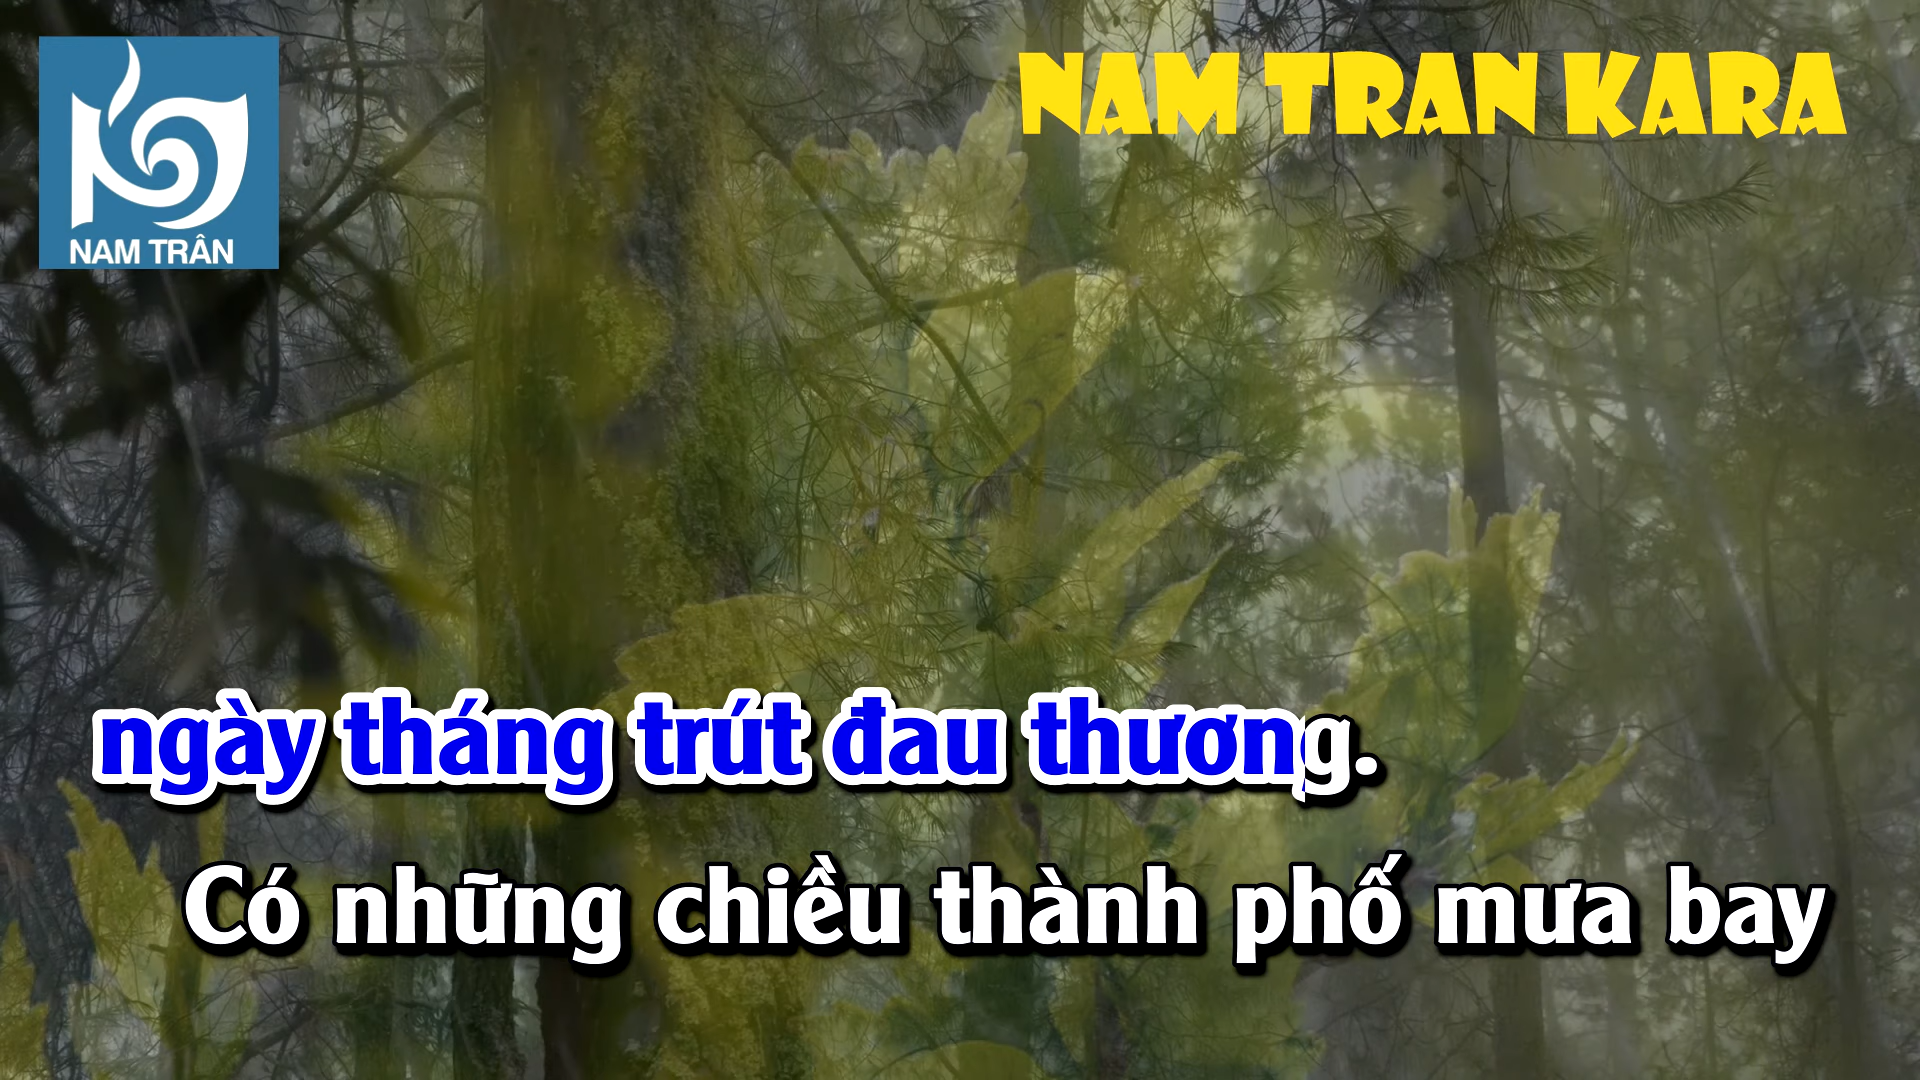 NAM TRAN KARA
NAM TRÂN
ngày tháng trút đau thương.
Có những chiều thành phố mưa bay